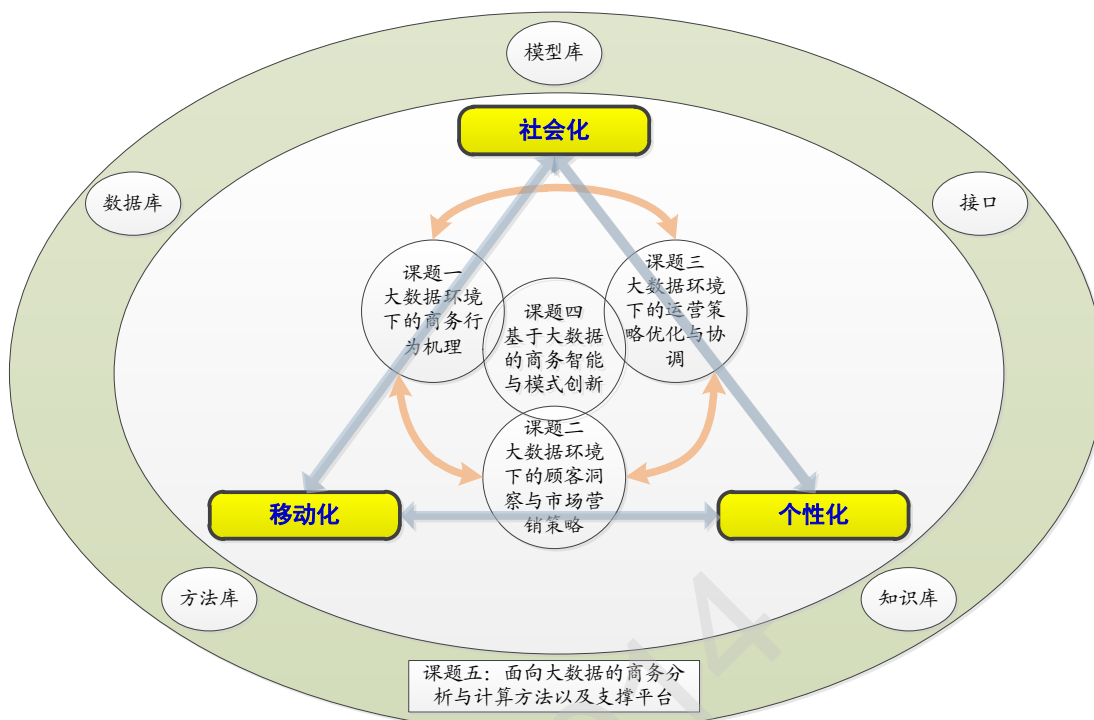 模型库
社会化
数据库
接口
课题一
大数据环境
下的商务行
为机理
课题三
大数据环境
下的运营策
略优化与协
调
课题四
基于大数据
的商务智能
与模式创新
课题二
大数据环境
下的顾客洞
察与市场营
销策略
移动化
个性化
方法库
知识库
课题五：面向大数据的商务分
析与计算方法以及支撑平台